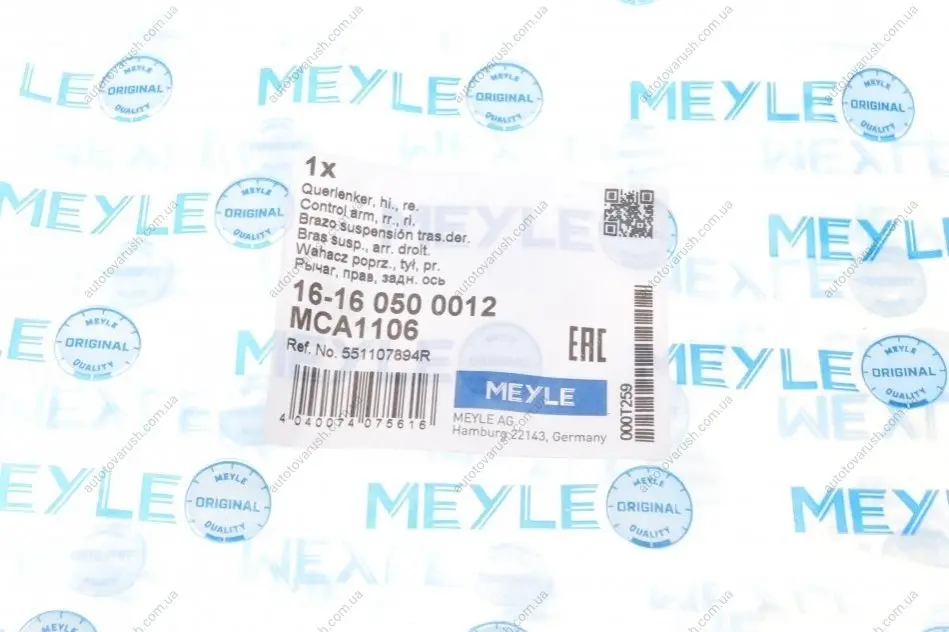 MEYLE
ORIGINAL
QUALITY
1x
Querlenker, hi., re.
Control arm, rr., ri.
Brazo suspensión tras.der.
Bras susp., arr. droit.
Wahacz poprz., tył, pr.
Рычаг, прав, задн. ось
16-16 050 0012
MCA1106
Ref. No. 551107894R
4 040074 075616
EAC
MEYLE
MEYLE AG
Hamburg 22143, Germany
000T259
autotovarush.com.ua